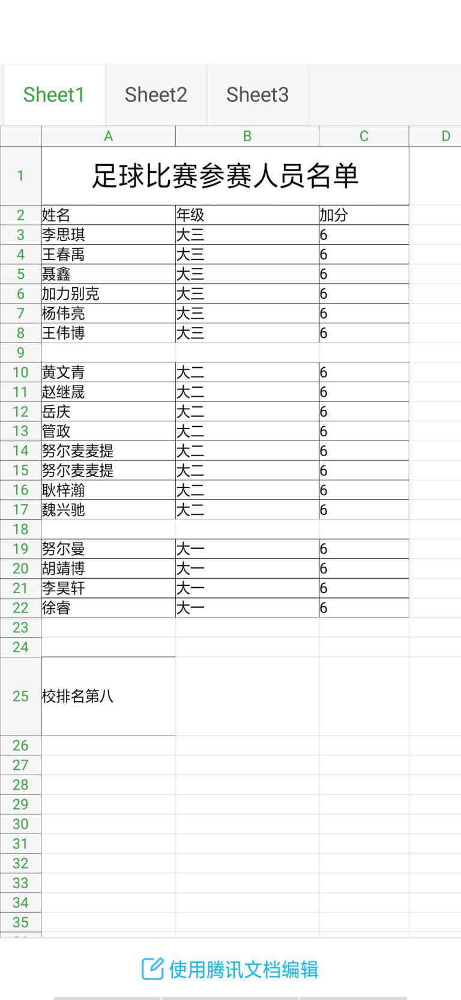 Sheet1 Sheet2 Sheet3
A B C D
1 足球比赛参赛人员名单
2 姓名 年级 加分
3 李思琪 大三 6
4 王春禹 大三 6
5 聂鑫 大三 6
6 加力别克 大三 6
7 杨伟亮 大三 6
8 王伟博 大三 6
9
10 黄文青 大二 6
11 赵继晟 大二 6
12 岳庆 大二 6
13 管政 大二 6
14 努尔麦麦提 大二 6
15 努尔麦麦提 大二 6
16 耿梓瀚 大二 6
17 魏兴驰 大二 6
18
19 努尔曼 大一 6
20 胡靖博 大一 6
21 李昊轩 大一 6
22 徐睿 大一 6
23
24
25 校排名第八
26
27
28
29
30
31
32
33
34
35
使用腾讯文档编辑